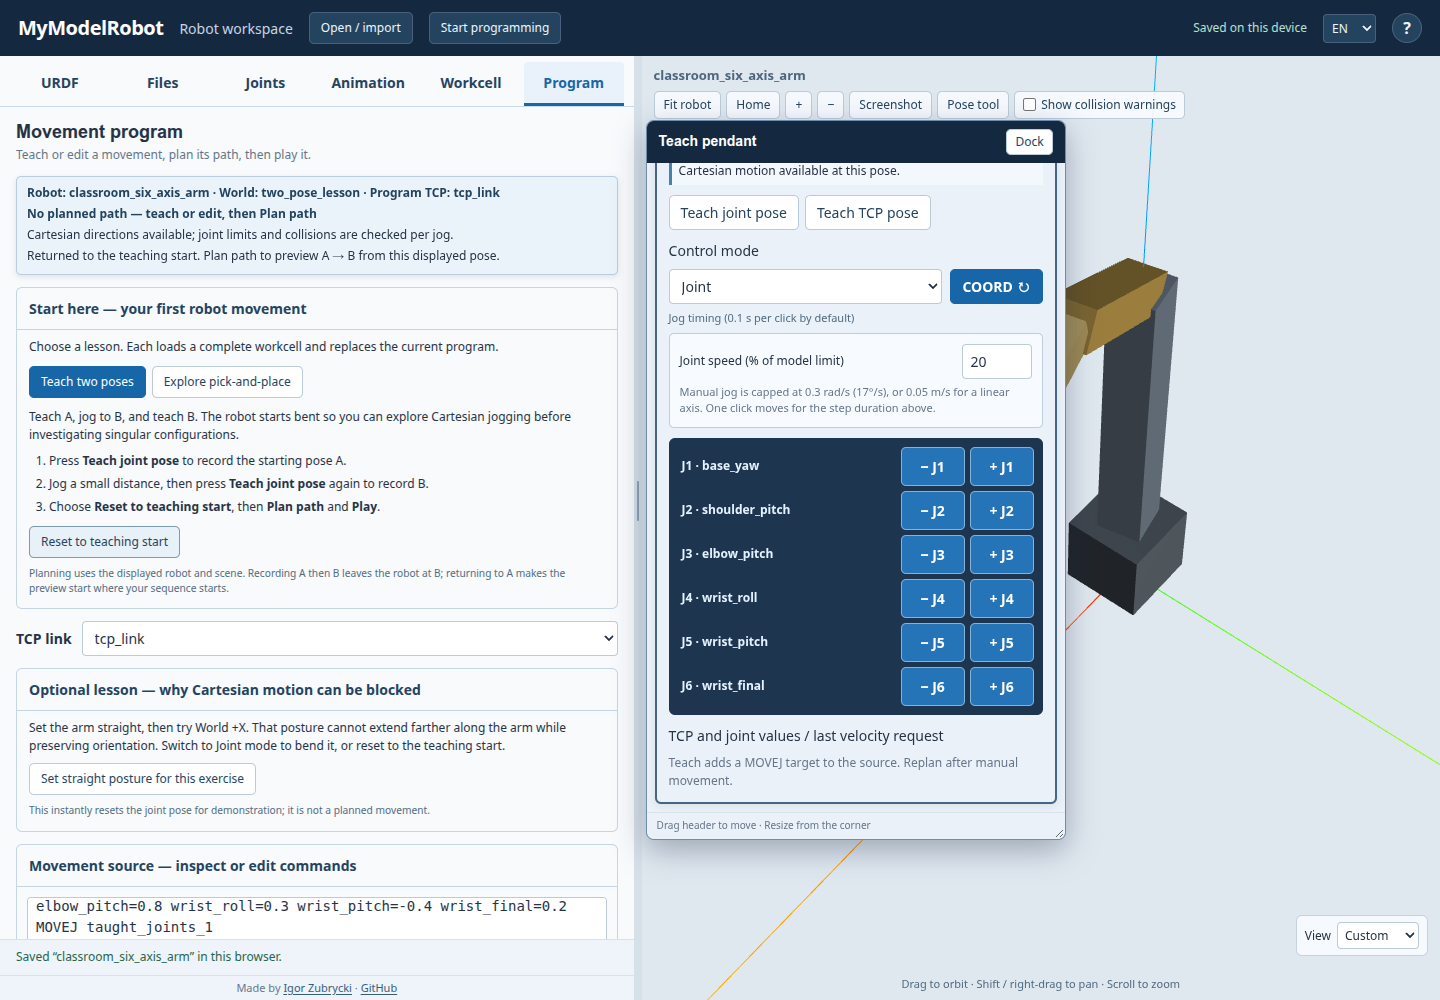 MyModelRobot
Robot workspace
Open / import
Start programming
Saved on this device
EN
?
URDF
Files
Joints
Animation
Workcell
Program
Movement program
Teach or edit a movement, plan its path, then play it.
Robot: classroom_six_axis_arm · World: two_pose_lesson · Program TCP: tcp_link
No planned path — teach or edit, then Plan path
Cartesian directions available; joint limits and collisions are checked per jog.
Returned to the teaching start. Plan path to preview A → B from this displayed pose.
Start here — your first robot movement
Choose a lesson. Each loads a complete workcell and replaces the current program.
Teach two poses
Explore pick-and-place
Teach A, jog to B, and teach B. The robot starts bent so you can explore Cartesian jogging before
investigating singular configurations.
1. Press Teach joint pose to record the starting pose A.
2. Jog a small distance, then press Teach joint pose again to record B.
3. Choose Reset to teaching start, then Plan path and Play.
Reset to teaching start
Planning uses the displayed robot and scene. Recording A then B leaves the robot at B; returning to A makes the
preview start where your sequence starts.
TCP link
tcp_link
Optional lesson — why Cartesian motion can be blocked
Set the arm straight, then try World +X. That posture cannot extend farther along the arm while
preserving orientation. Switch to Joint mode to bend it, or reset to the teaching start.
Set straight posture for this exercise
This instantly resets the joint pose for demonstration; it is not a planned movement.
Movement source — inspect or edit commands
elbow_pitch=0.8 wrist_roll=0.3 wrist_pitch=-0.4 wrist_final=0.2
MOVEJ taught_joints_1
Saved “classroom_six_axis_arm” in this browser.
Made by Igor Zubrycki · GitHub
classroom_six_axis_arm
Fit robot
Home
+
−
Screenshot
Pose tool
Show collision warnings
Teach pendant
Dock
Cartesian motion available at this pose.
Teach joint pose
Teach TCP pose
Control mode
Joint
COORD ↻
Jog timing (0.1 s per click by default)
Joint speed (% of model limit)
20
Manual jog is capped at 0.3 rad/s (17°/s), or 0.05 m/s for a linear
axis. One click moves for the step duration above.
J1 · base_yaw
− J1
+ J1
J2 · shoulder_pitch
− J2
+ J2
J3 · elbow_pitch
− J3
+ J3
J4 · wrist_roll
− J4
+ J4
J5 · wrist_pitch
− J5
+ J5
J6 · wrist_final
− J6
+ J6
TCP and joint values / last velocity request
Teach adds a MOVEJ target to the source. Replan after manual
movement.
Drag header to move · Resize from the corner
View
Custom
Drag to orbit · Shift / right-drag to pan · Scroll to zoom